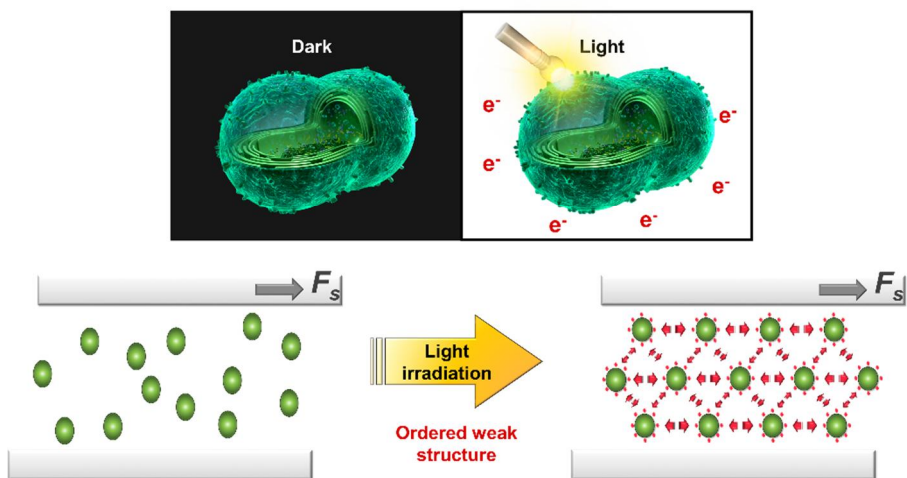 Dark
Light
e-
e-
e-
e-
e-
e-
Fs
Fs
Light
irradiation
Ordered weak
structure